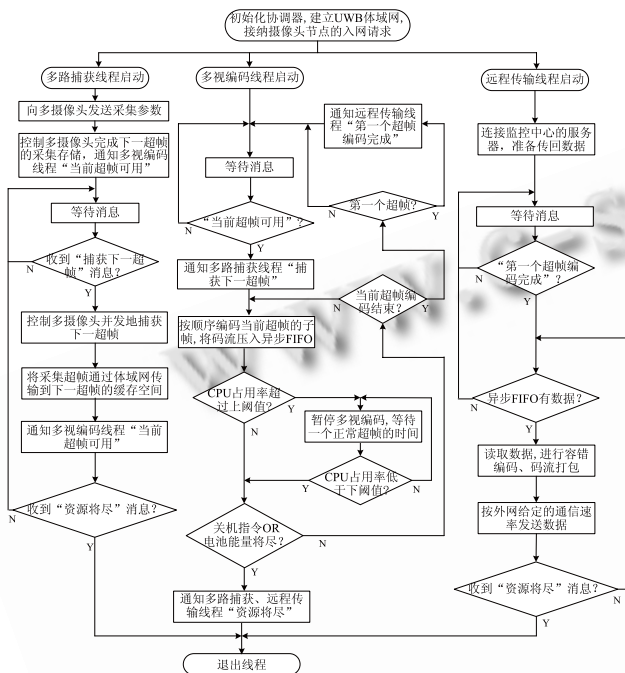 初始化协调器,建立UWB体域网,
接纳摄像头节点的入网请求
多路捕获线程启动
向多摄像头发送采集参数
控制多摄像头完成下一超帧
的采集存储，通知多视编码
线程“当前超帧可用”
等待消息
收到“捕获下一超
帧”消息?
N
Y
控制多摄像头并发地捕获
下一超帧
将采集超帧通过体域网传
输到下一超帧的缓存空间
通知多视编码线程“当前
超帧可用”
收到“资源将尽”消息?
N
Y
多视编码线程启动
通知远程传输线
程“第一个超帧
编码完成”
等待消息
第一个超帧?
N
Y
“当前超帧可用”?
N
Y
通知多路捕获线程“捕
获下一超帧”
当前超帧编
码结束?
N
Y
按顺序编码当前超帧的子
帧,将码流压入异步FIFO
CPU占用率超
过上阈值?
Y
N
暂停多视编码,等待
一个正常超帧的时间
CPU占用率低
于下阈值?
Y
N
关机指令OR
电池能量将尽?
N
Y
通知多路捕获、远程传
输线程“资源将尽”
远程传输线程启动
连接监控中心的服务
器，准备传回数据
等待消息
“第一个超帧编
码完成”?
N
Y
异步FIFO有数据?
N
Y
读取数据,进行容错
编码、码流打包
按外网给定的通信速
率发送数据
收到“资源将尽”消息?
N
Y
退出线程